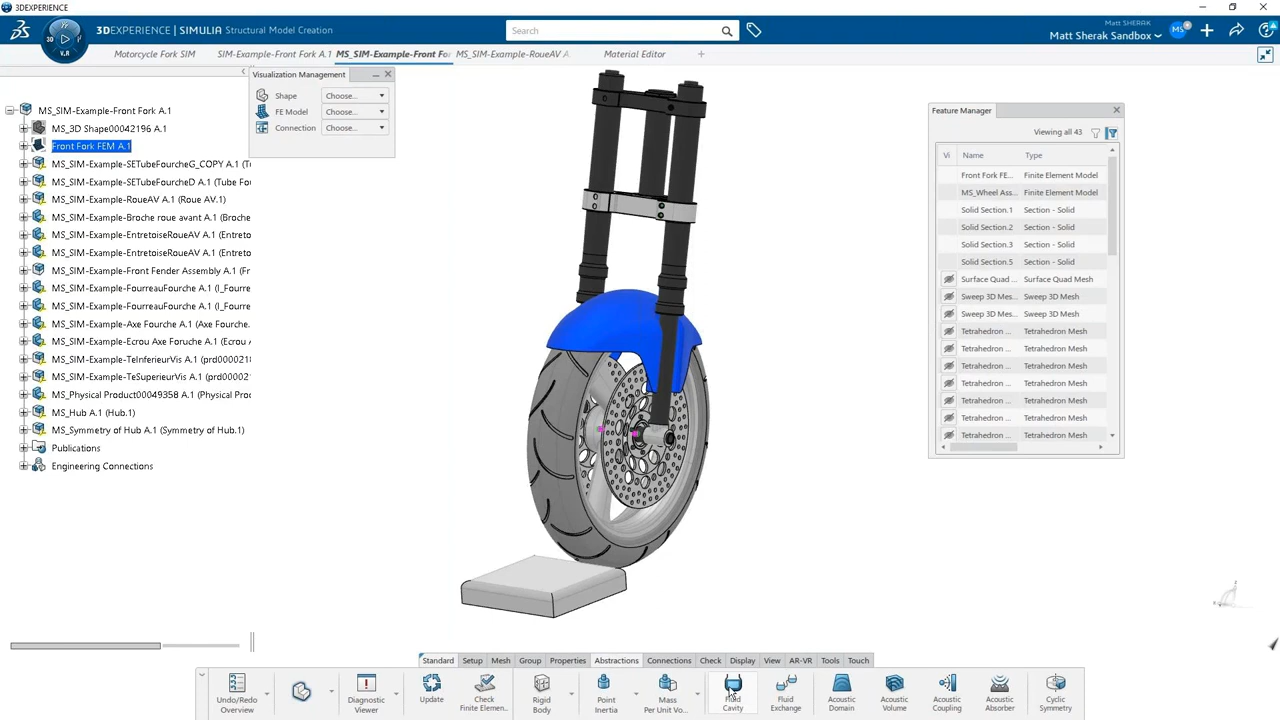 3DEXPERIENCE
3DEXPERIENCE | SIMULIA Structural Model Creation
Search
Matt SHERAK
Matt Sherak Sandbox
MS
3D
V.R
Motorcycle Fork SIM
SIM-Example-Front Fork A.1
MS_SIM-Example-Front Fo
MS_SIM-Example-RoueAV A
Material Editor
Visualization Management
Shape Choose...
FE Model Choose...
Connection Choose...
MS_SIM-Example-Front Fork A.1
MS_3D Shape00042196 A.1
Front Fork FEM A.1
MS_SIM-Example-SETubeFourcheG_COPY A.1 (T
MS_SIM-Example-SETubeFourcheD A.1 (Tube Fo
MS_SIM-Example-RoueAV A.1 (Roue AV.1)
MS_SIM-Example-Broche roue avant A.1 (Broche
MS_SIM-Example-EntretoiseRoueAV A.1 (Entreto
MS_SIM-Example-EntretoiseRoueAV A.1 (Entreto
MS_SIM-Example-Front Fender Assembly A.1 (Fr
MS_SIM-Example-FourreauFourche A.1 (I_Fourre
MS_SIM-Example-FourreauFourche A.1 (Fourrea
MS_SIM-Example-Axe Fourche A.1 (Axe Fourche.
MS_SIM-Example-Ecrou Axe Foruche A.1 (Ecrou A
MS_SIM-Example-TeInferieurVis A.1 (prd0000218
MS_SIM-Example-TeSuperieurVis A.1 (prd00002
MS_Physical Product00049358 A.1 (Physical Prod
MS_Hub A.1 (Hub.1)
MS_Symmetry of Hub A.1 (Symmetry of Hub.1)
Publications
Engineering Connections
Feature Manager
Viewing all 43
Vi Name Type
Front Fork FE... Finite Element Model
MS_Wheel Ass... Finite Element Model
Solid Section.1 Section - Solid
Solid Section.2 Section - Solid
Solid Section.3 Section - Solid
Solid Section.5 Section - Solid
Surface Quad ... Surface Quad Mesh
Sweep 3D Mes... Sweep 3D Mesh
Sweep 3D Mes... Sweep 3D Mesh
Tetrahedron ... Tetrahedron Mesh
Tetrahedron ... Tetrahedron Mesh
Tetrahedron ... Tetrahedron Mesh
Tetrahedron ... Tetrahedron Mesh
Tetrahedron ... Tetrahedron Mesh
Tetrahedron ... Tetrahedron Mesh
Tetrahedron ... Tetrahedron Mesh
Standard Setup Mesh Group Properties Abstractions Connections Check Display View AR-VR Tools Touch
Undo/Redo
Overview
Diagnostic
Viewer
Update
Check
Finite Elemen...
Rigid
Body
Point
Inertia
Mass
Per Unit Vo...
Fluid
Cavity
Fluid
Exchange
Acoustic
Domain
Acoustic
Volume
Acoustic
Coupling
Acoustic
Absorber
Cyclic
Symmetry